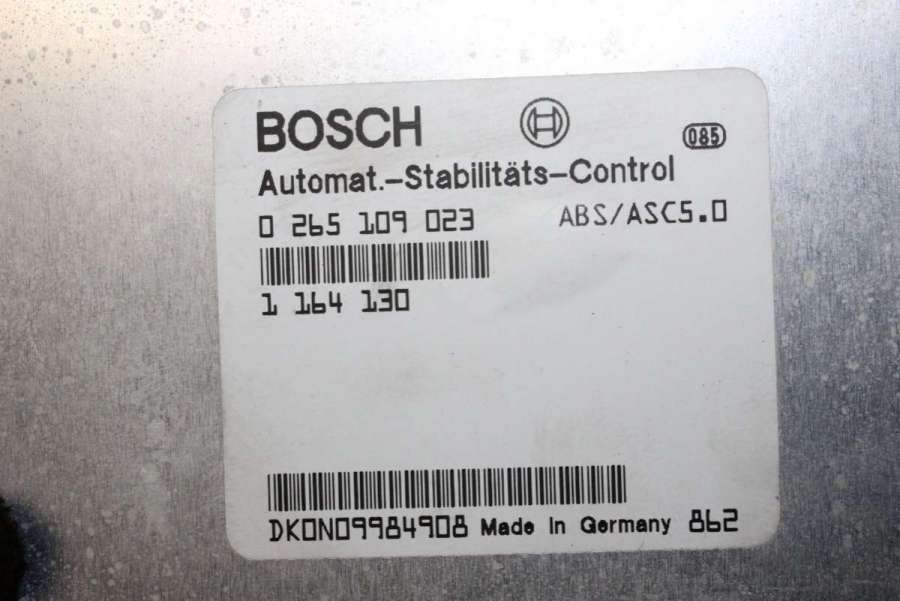 BOSCH
085
Automat.-Stabilitäts-Control
0 265 109 023 ABS/ASC5.0
1 164 130
DK0N09984908 Made in Germany 862